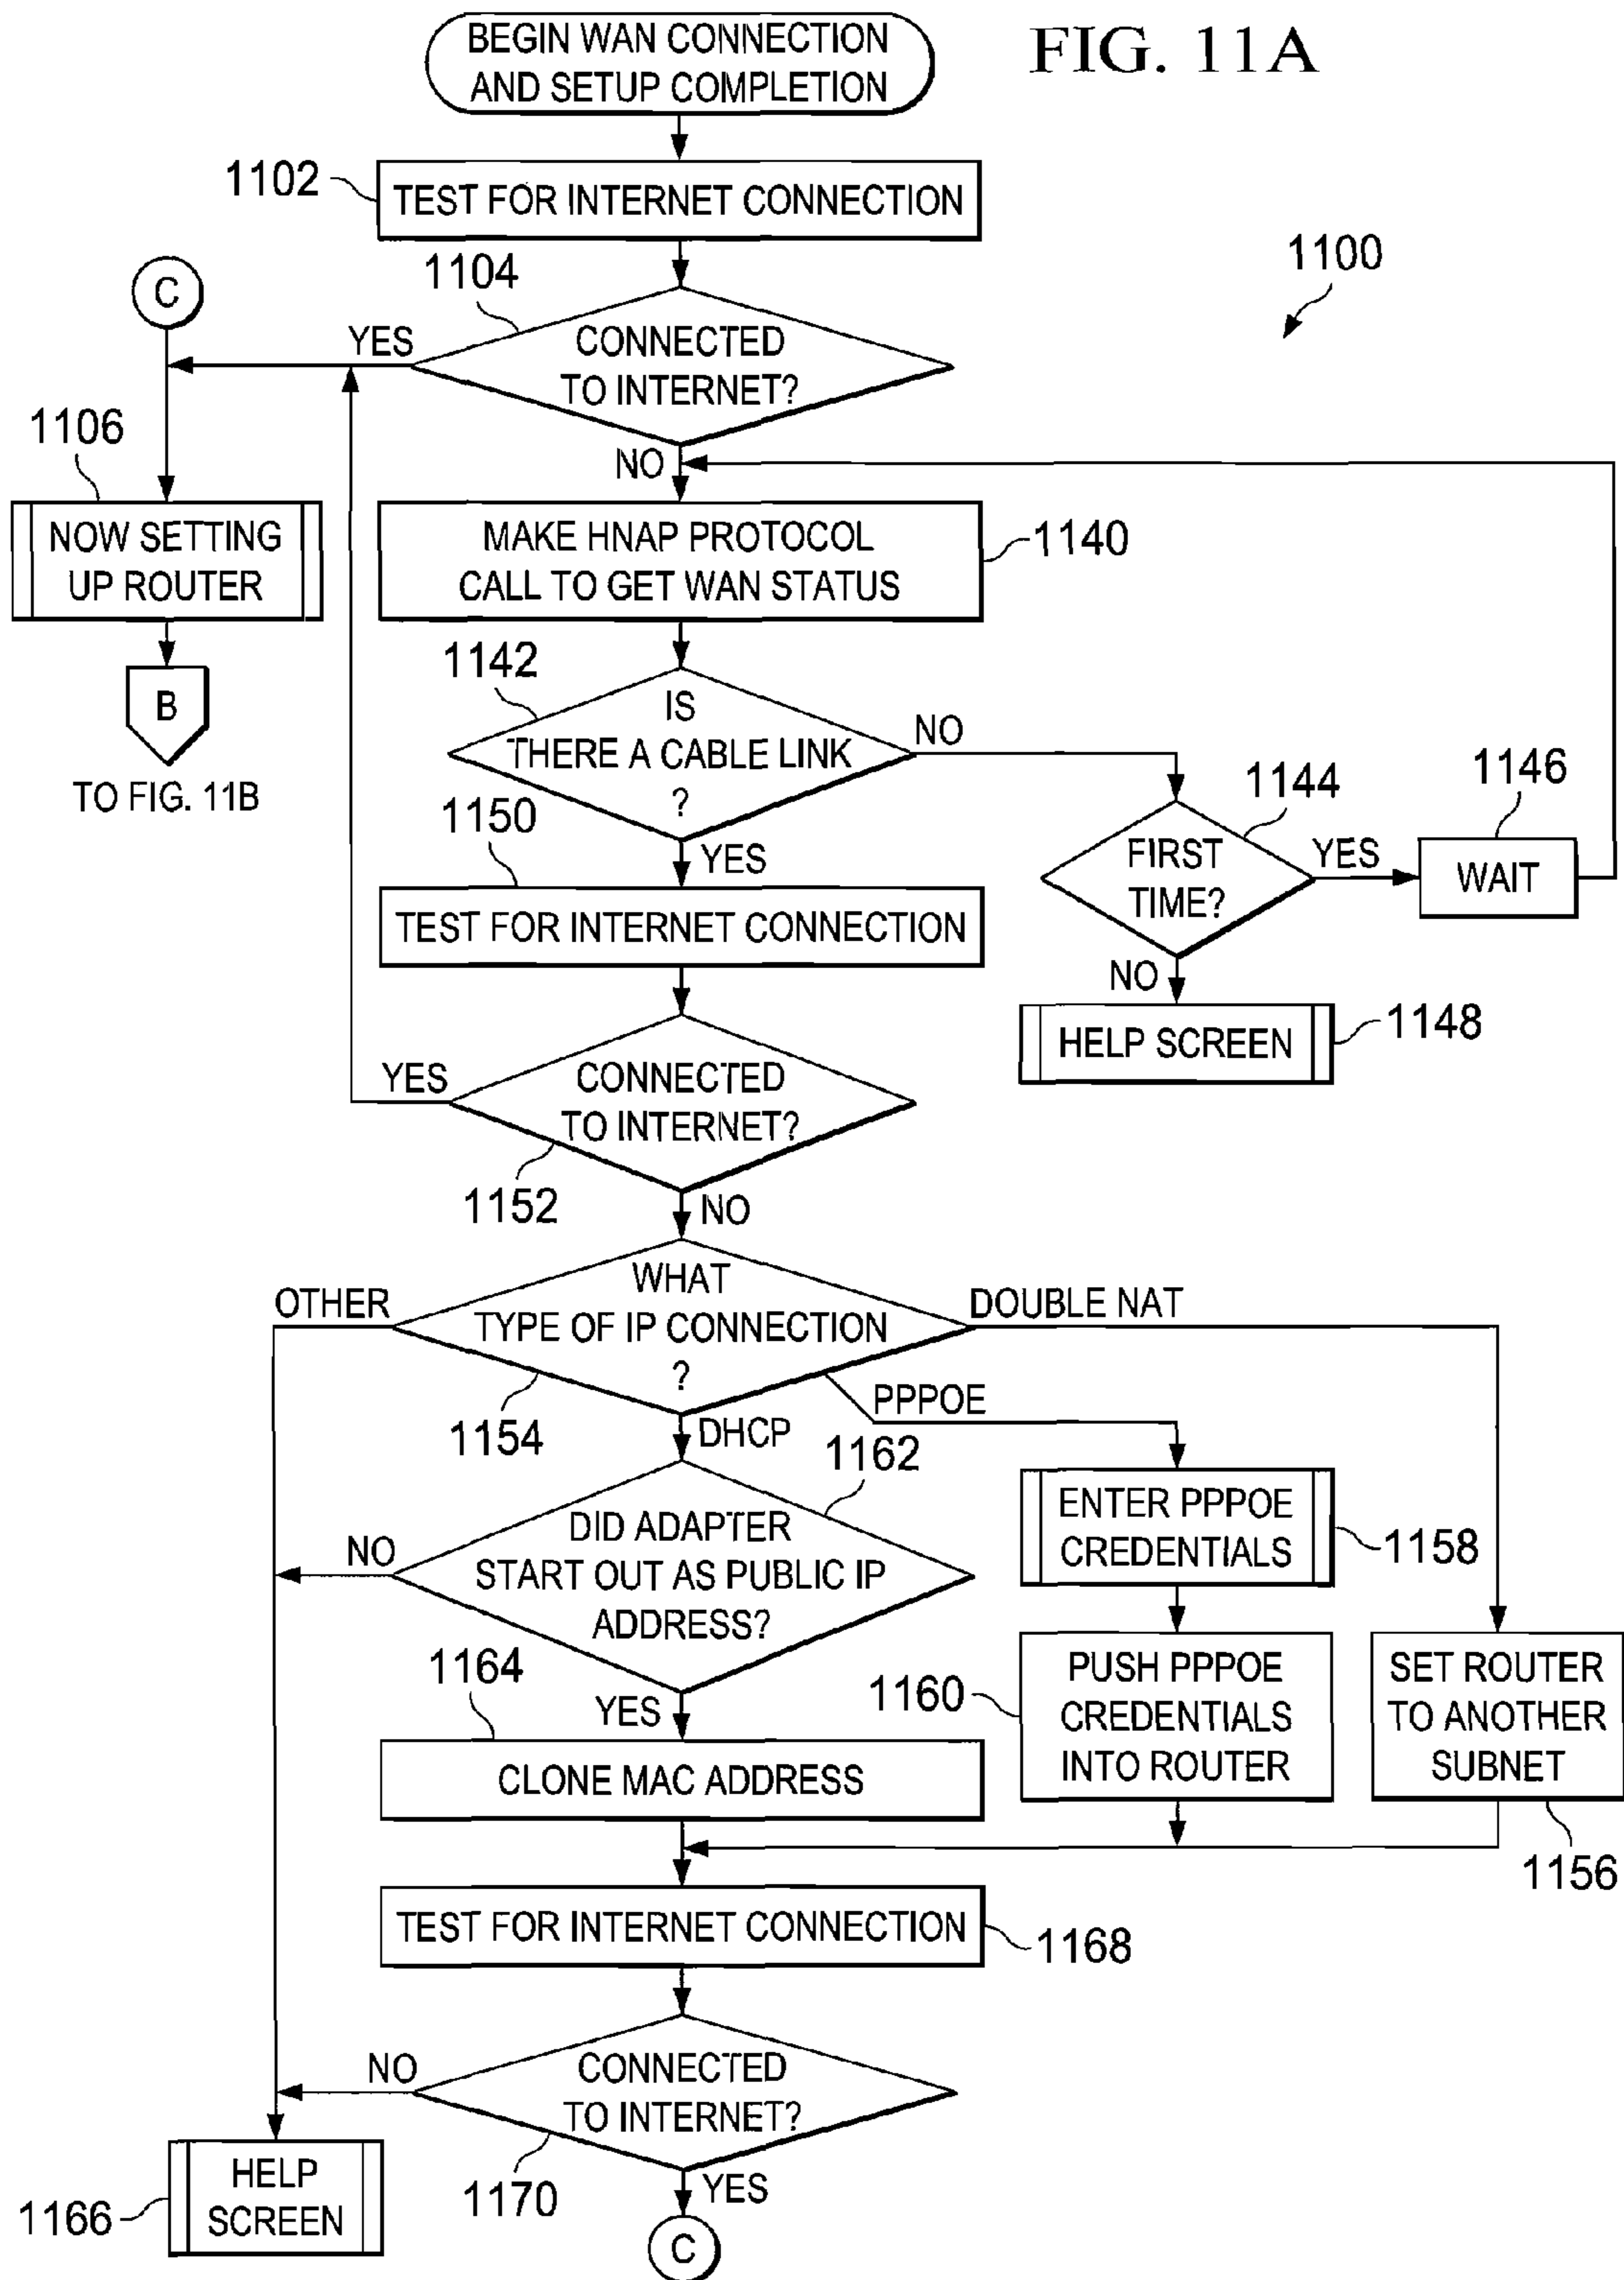 BEGIN WAN CONNECTION
AND SETUP COMPLETION
FIG. 11A
1102
TEST FOR INTERNET CONNECTION
1100
C
1104
YES
CONNECTED
TO INTERNET?
1106
NO
NOW SETTING
UP ROUTER
MAKE HNAP PROTOCOL
CALL TO GET WAN STATUS
1140
B
TO FIG. 11B
1142
IS
THERE A CABLE LINK
?
NO
1144
1146
1150
YES
FIRST
TIME?
YES
WAIT
TEST FOR INTERNET CONNECTION
NO
HELP SCREEN
1148
YES
CONNECTED
TO INTERNET?
1152
NO
OTHER
WHAT
TYPE OF IP CONNECTION
?
DOUBLE NAT
PPPOE
1154
DHCP
1162
NO
DID ADAPTER
START OUT AS PUBLIC IP
ADDRESS?
ENTER PPPOE
CREDENTIALS
1158
1164
YES
1160
PUSH PPPOE
CREDENTIALS
INTO ROUTER
SET ROUTER
TO ANOTHER
SUBNET
CLONE MAC ADDRESS
1156
TEST FOR INTERNET CONNECTION
1168
NO
CONNECTED
TO INTERNET?
1166
HELP
SCREEN
1170
YES
C